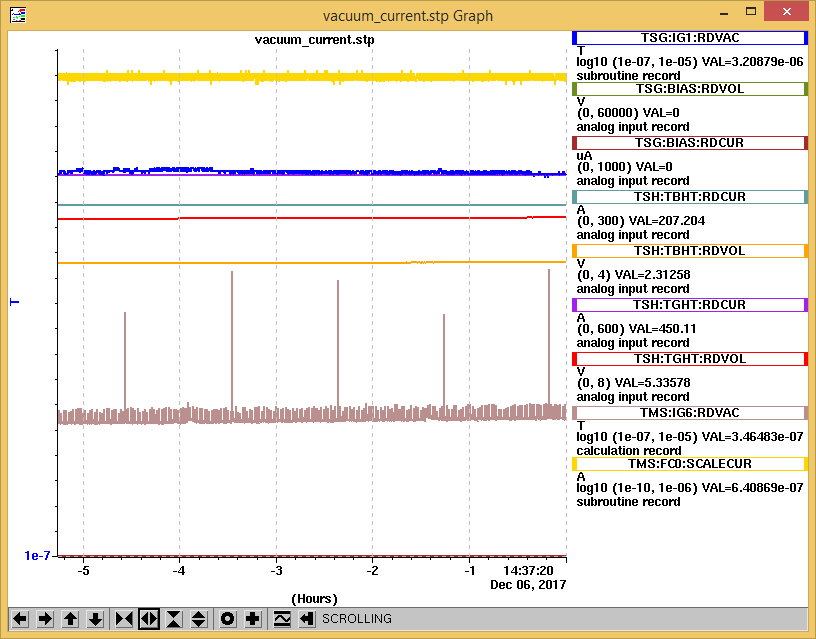 vacuum_current.stp Graph
vacuum_current.stp
T
1e-7
-5
-4
-3
-2
-1
14:37:20
Dec 06, 2017
(Hours)
TSG:IG1:RDVAC
T
log10 (1e-07, 1e-05) VAL=3.20879e-06
subroutine record
TSG:BIAS:RDVOL
V
(0, 60000) VAL=0
analog input record
TSG:BIAS:RDCUR
uA
(0, 1000) VAL=0
analog input record
TSH:TBHT:RDCUR
A
(0, 300) VAL=207.204
analog input record
TSH:TBHT:RDVOL
V
(0, 4) VAL=2.31258
analog input record
TSH:TGHT:RDCUR
A
(0, 600) VAL=450.11
analog input record
TSH:TGHT:RDVOL
V
(0, 8) VAL=5.33578
analog input record
TMS:IG6:RDVAC
T
log10 (1e-07, 1e-05) VAL=3.46483e-07
calculation record
TMS:FC0:SCALECUR
A
log10 (1e-10, 1e-06) VAL=6.40869e-07
subroutine record
SCROLLING